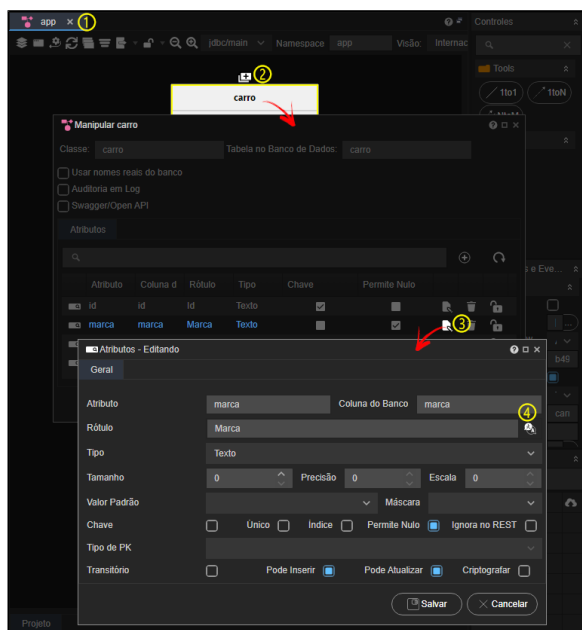 app × 1
Controles
jdbc/main Namespace app Visão: Internac
Tools
1to1 1toN
2
carro
Manipular carro
Classe: carro Tabela no Banco de Dados: carro
Usar nomes reais do banco
Auditoria em Log
Swagger/Open API
Atributos
Atributo Coluna d Rótulo Tipo Chave Permite Nulo
id id Id Texto
marca marca Marca Texto
3
s e Eve...
b49
can
Atributos - Editando
Geral
Atributo marca Coluna do Banco marca
4
Rótulo Marca
Tipo Texto
Tamanho 0 Precisão 0 Escala 0
Valor Padrão Máscara
Chave Único Índice Permite Nulo Ignora no REST
Tipo de PK
Transitório Pode Inserir Pode Atualizar Criptografar
Salvar Cancelar
Projeto